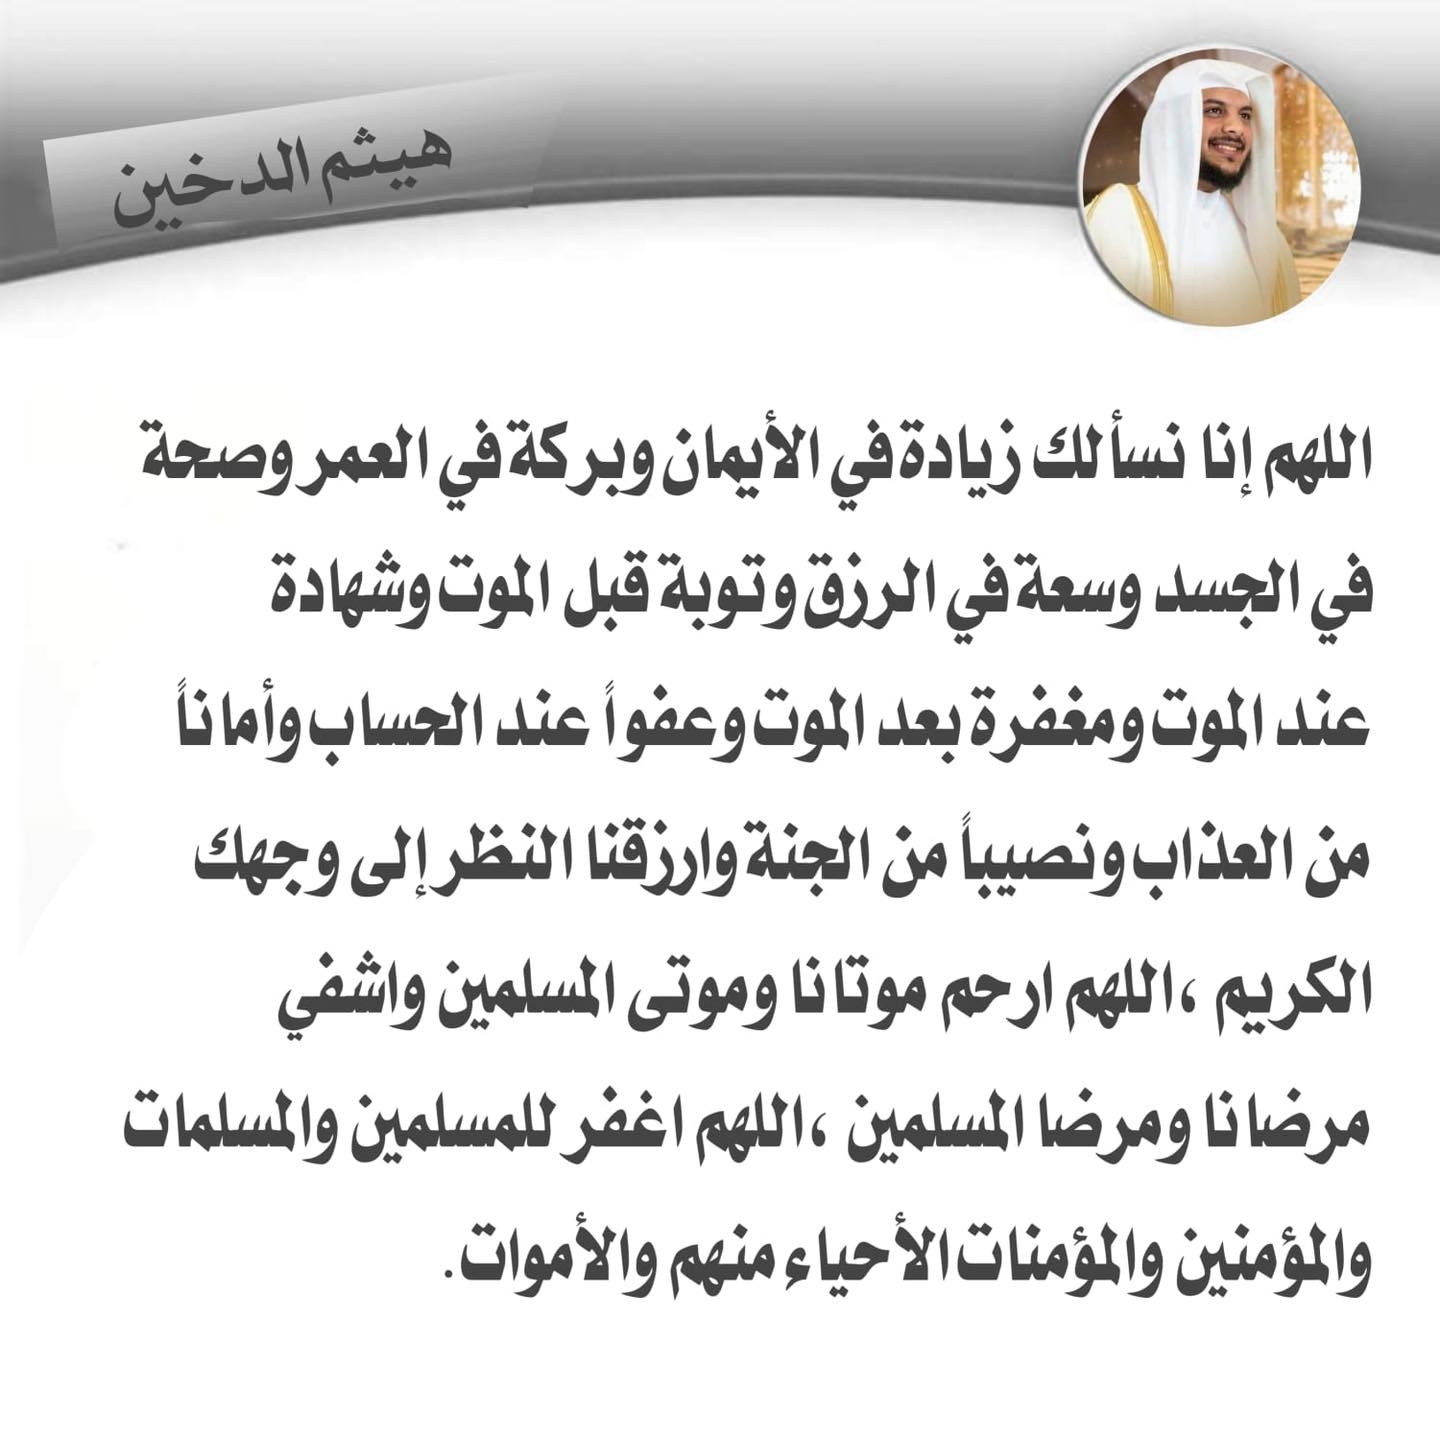 هيثم الدخين
اللهم إنا نسألك زيادة في الأيمان وبركة في العمر وصحة
في الجسد وسعة في الرزق وتوبة قبل الموت وشهادة
عند الموت ومغفرة بعد الموت وعفواً عند الحساب وأماناً
من العذاب ونصيباً من الجنة وارزقنا النظر إلى وجهك
الكريم ،اللهم ارحم موتانا وموتى المسلمين واشفي
مرضانا ومرضا المسلمين ،اللهم اغفر للمسلمين والمسلمات
والمؤمنين والمؤمنات الأحياء منهم والأموات.